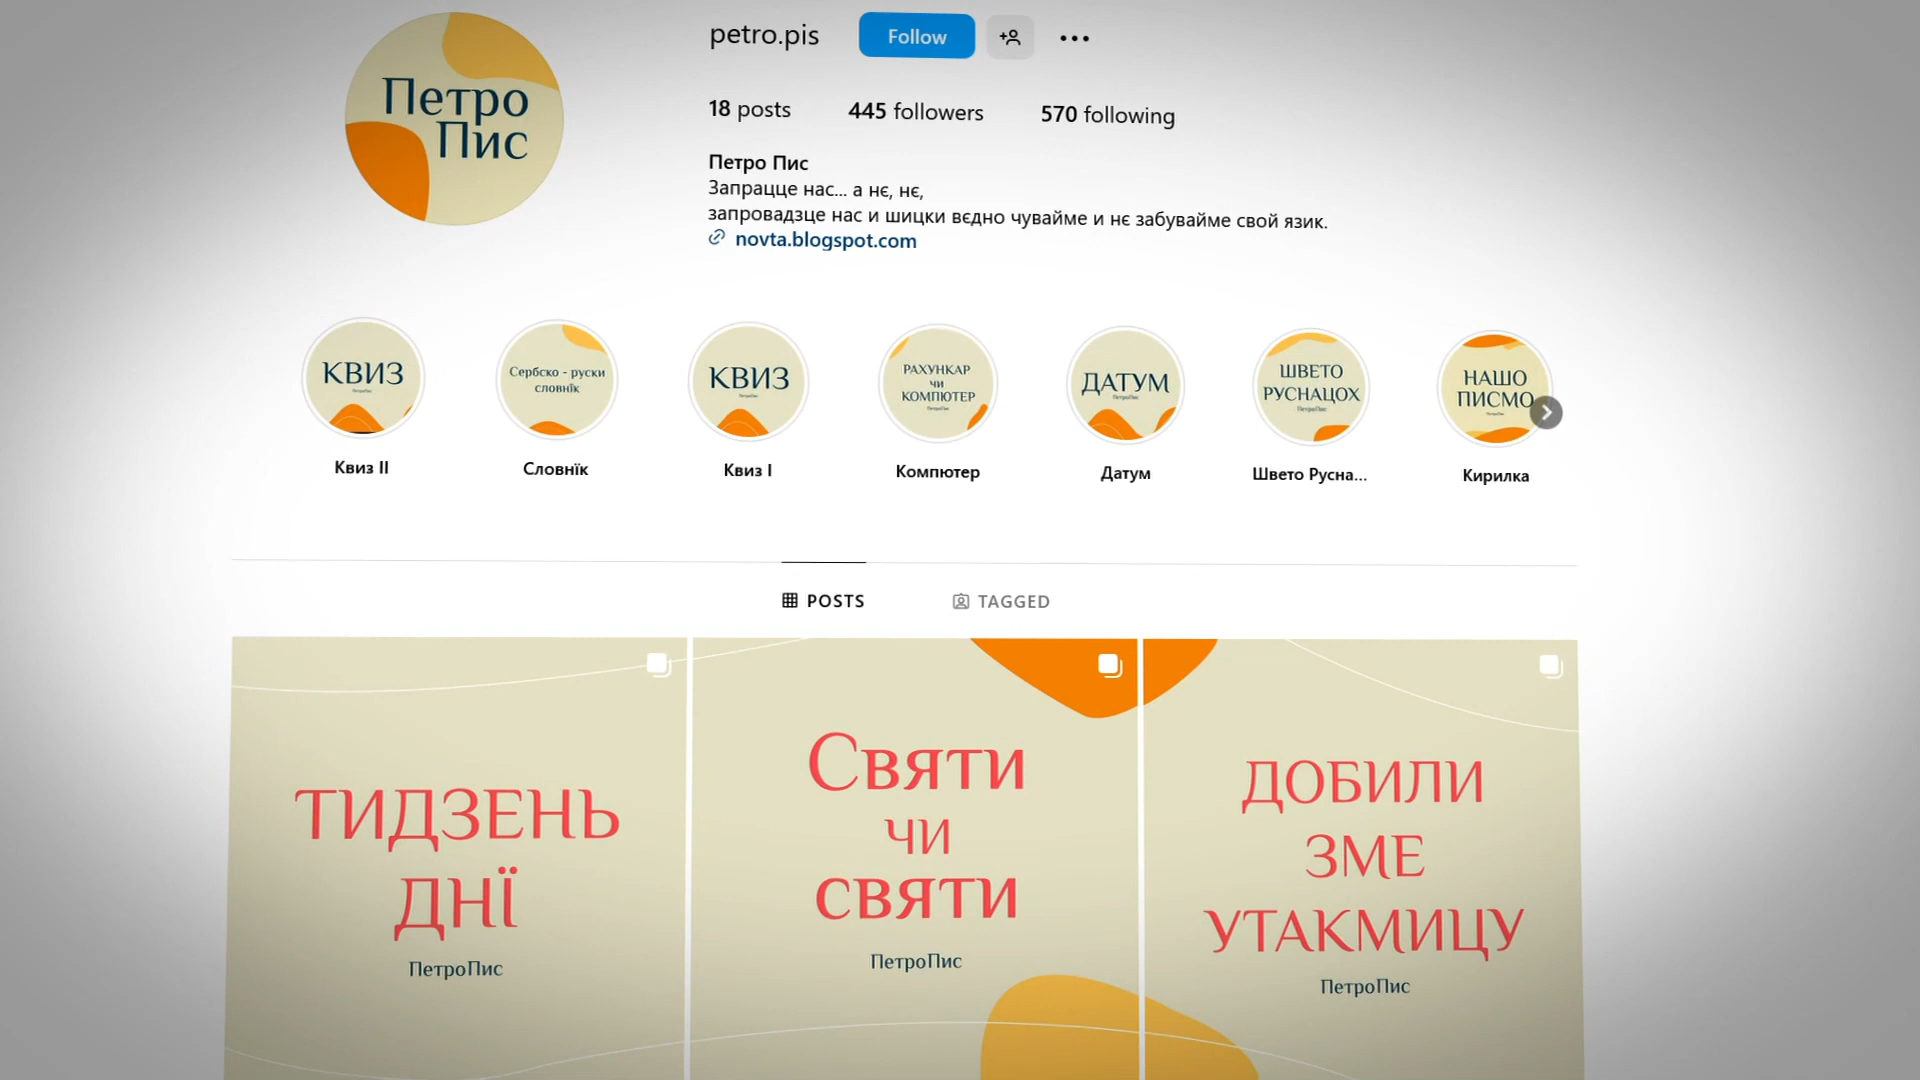 Петро
Пис
petro.pis
Follow
18 posts
445 followers
570 following
Петро Пис
Запрацце нас... а нє, нє,
запровадзце нас и шицки вєдно чувайме и нє забувайме свой язик.
novta.blogspot.com
КВИЗ
Сербско - руски
словнїк
КВИЗ
РАХУНКАР
чи
КОМПЮТЕР
ПетроПис
ДАТУМ
ПетроПис
ШВЕТО
РУСНАЦОХ
ПетроПис
НАШО
ПИСМО
Квиз II
Словнїк
Квиз I
Компютер
Датум
Швето Русна...
Кирилка
POSTS
TAGGED
ТИДЗЕНЬ
ДНЇ
ПетроПис
Святи
чи
святи
ПетроПис
ДОБИЛИ
ЗМЕ
УТАКМИЦУ
ПетроПис